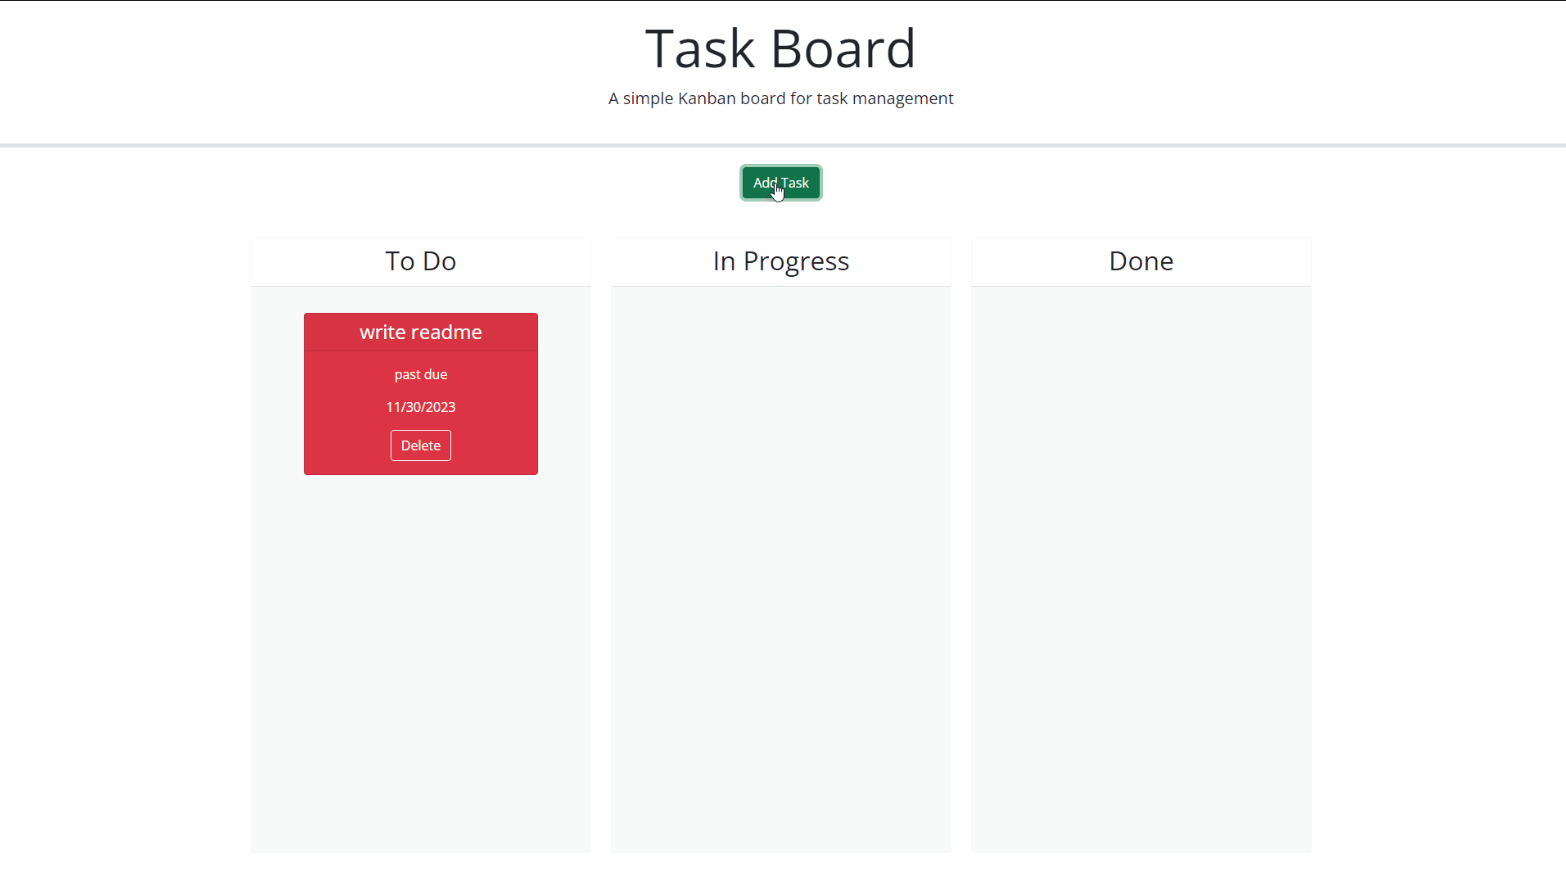 Task Board
A simple Kanban board for task management
Add Task
To Do
In Progress
Done
write readme
past due
11/30/2023
Delete